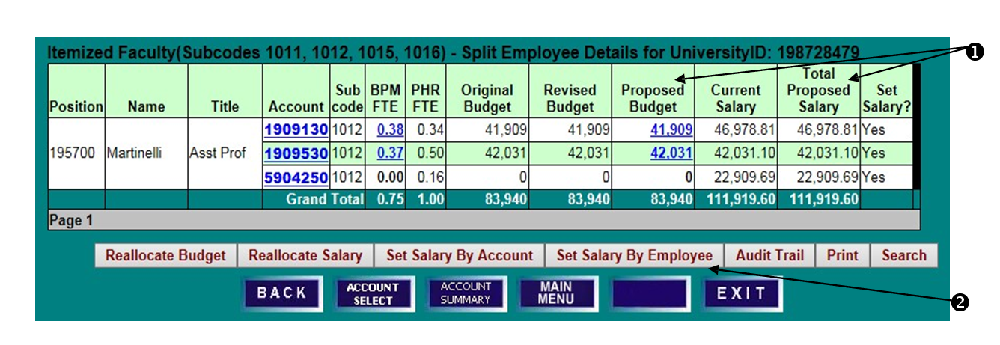 Itemized Faculty(Subcodes 1011, 1012, 1015, 1016) - Split Employee Details for UniversityID: 198728479
❶
Position Name Title Account Sub code BPM FTE PHR FTE Original Budget Revised Budget Proposed Budget Current Salary Total Proposed Salary Set Salary?
195700 Martinelli Asst Prof 1909130 1012 0.38 0.34 41,909 41,909 41,909 46,978.81 46,978.81 Yes
1909530 1012 0.37 0.50 42,031 42,031 42,031 42,031.10 42,031.10 Yes
5904250 1012 0.00 0.16 0 0 0 22,909.69 22,909.69 Yes
Grand Total 0.75 1.00 83,940 83,940 83,940 111,919.60 111,919.60
Page 1
Reallocate Budget Reallocate Salary Set Salary By Account Set Salary By Employee Audit Trail Print Search
BACK ACCOUNT SELECT ACCOUNT SUMMARY MAIN MENU EXIT
❷